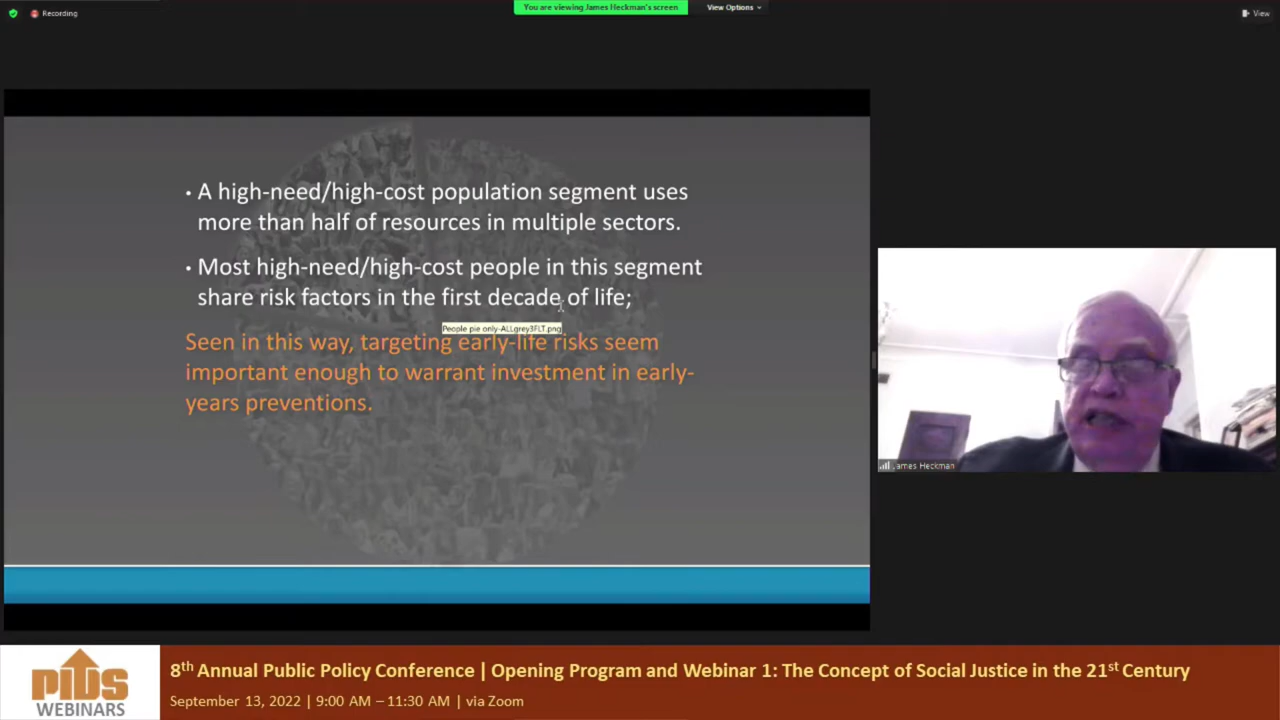 Recording
You are viewing James Heckman's screen
View Options
View
• A high-need/high-cost population segment uses
more than half of resources in multiple sectors.
• Most high-need/high-cost people in this segment
share risk factors in the first decade of life;
People pie only-ALLgrey3FLT.png
Seen in this way, targeting early-life risks seem
important enough to warrant investment in early-
years preventions.
James Heckman
pids
WEBINARS
8th Annual Public Policy Conference | Opening Program and Webinar 1: The Concept of Social Justice in the 21st Century
September 13, 2022 | 9:00 AM – 11:30 AM | via Zoom